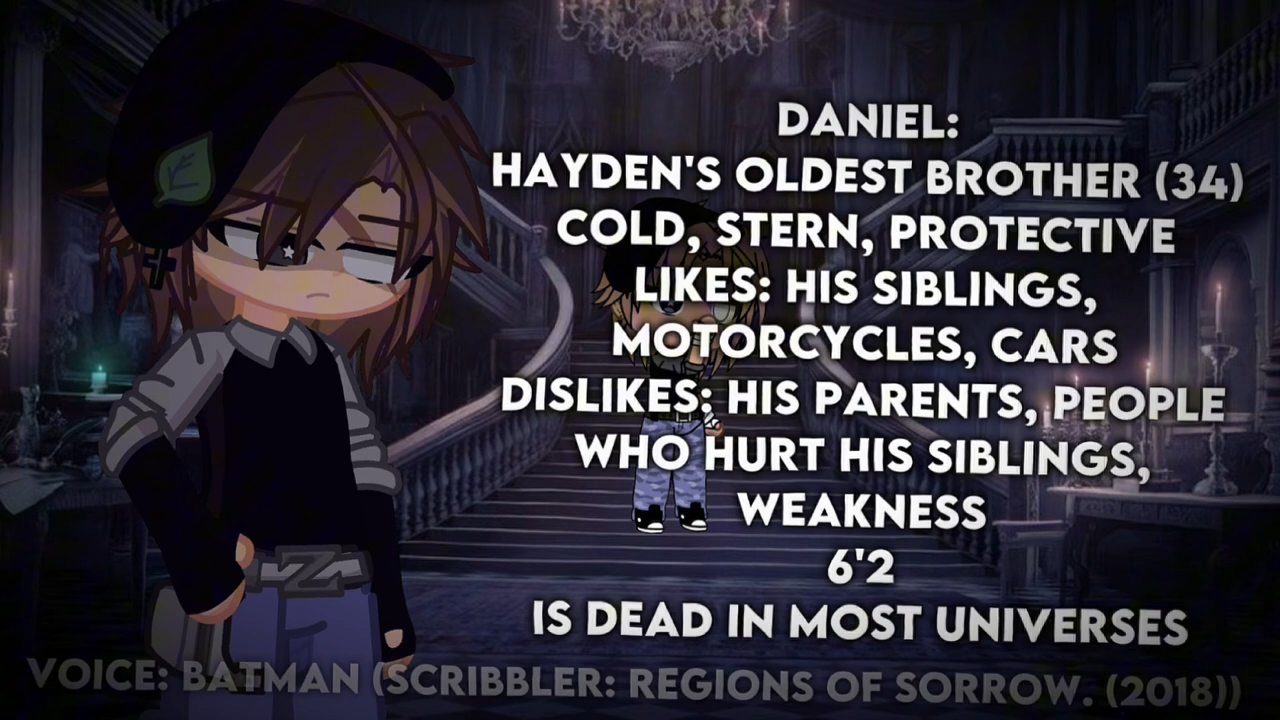 DANIEL:
HAYDEN'S OLDEST BROTHER (34)
COLD, STERN, PROTECTIVE
LIKES: HIS SIBLINGS,
MOTORCYCLES, CARS
DISLIKES: HIS PARENTS, PEOPLE
WHO HURT HIS SIBLINGS,
WEAKNESS
6'2
IS DEAD IN MOST UNIVERSES
VOICE: BATMAN (SCRIBBLER: REGIONS OF SORROW. (2018))
E
Z